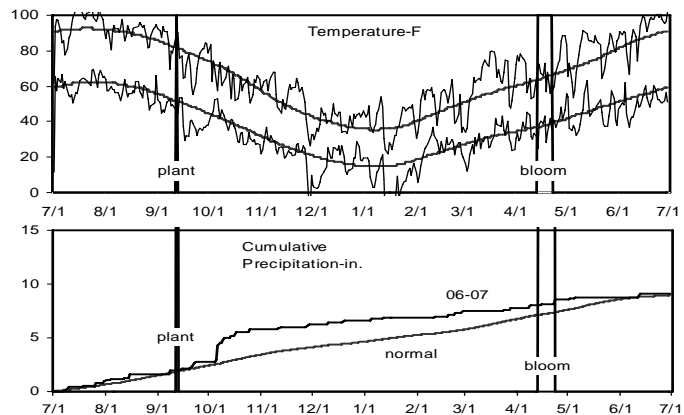 100
Temperature-F
80
60
40
20
plant
bloom
0
7/1 8/1 9/1 10/1 11/1 12/1 1/1 2/1 3/1 4/1 5/1 6/1 7/1
15
Cumulative
Precipitation-in.
10
06-07
plant
5
normal
bloom
0
7/1 8/1 9/1 10/1 11/1 12/1 1/1 2/1 3/1 4/1 5/1 6/1 7/1